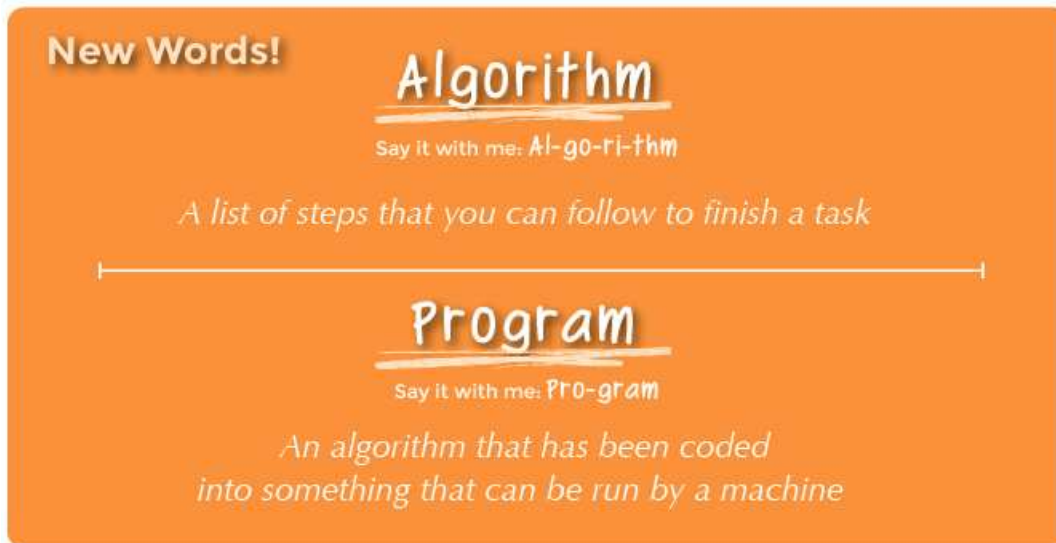 New Words!
Algorithm
Say it with me: Al-go-ri-thm
A list of steps that you can follow to finish a task
Program
Say it with me: Pro-gram
An algorithm that has been coded
into something that can be run by a machine